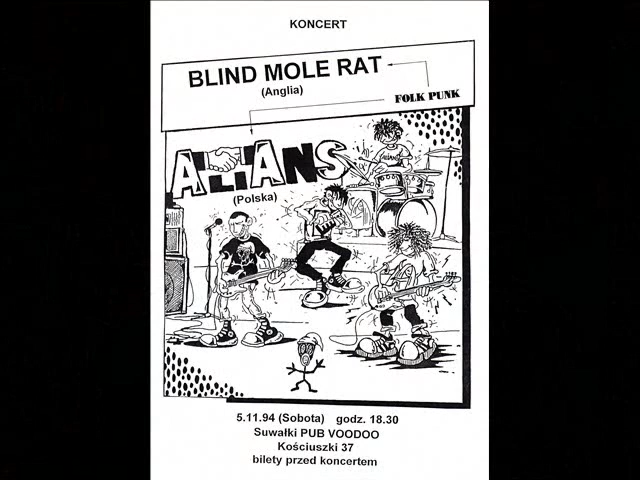 KONCERT
BLIND MOLE RAT
(Anglia)
FOLK PUNK
ALIANS
(Polska)
5.11.94 (Sobota) godz. 18.30
Suwałki PUB VOODOO
Kościuszki 37
bilety przed koncertem